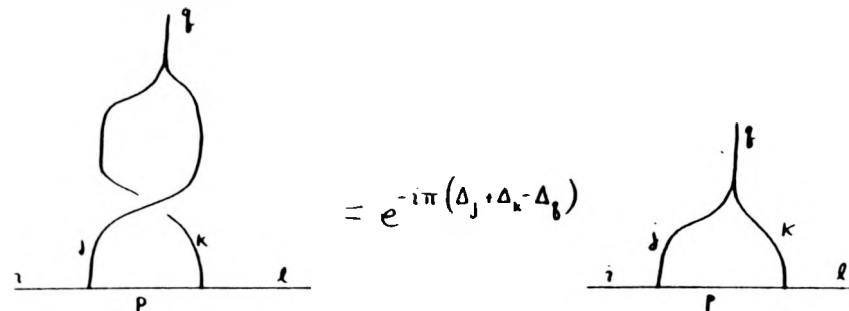 q
j k
i p l
= e^{-iπ(Δ_j + Δ_k - Δ_q)}
q
j k
i p l